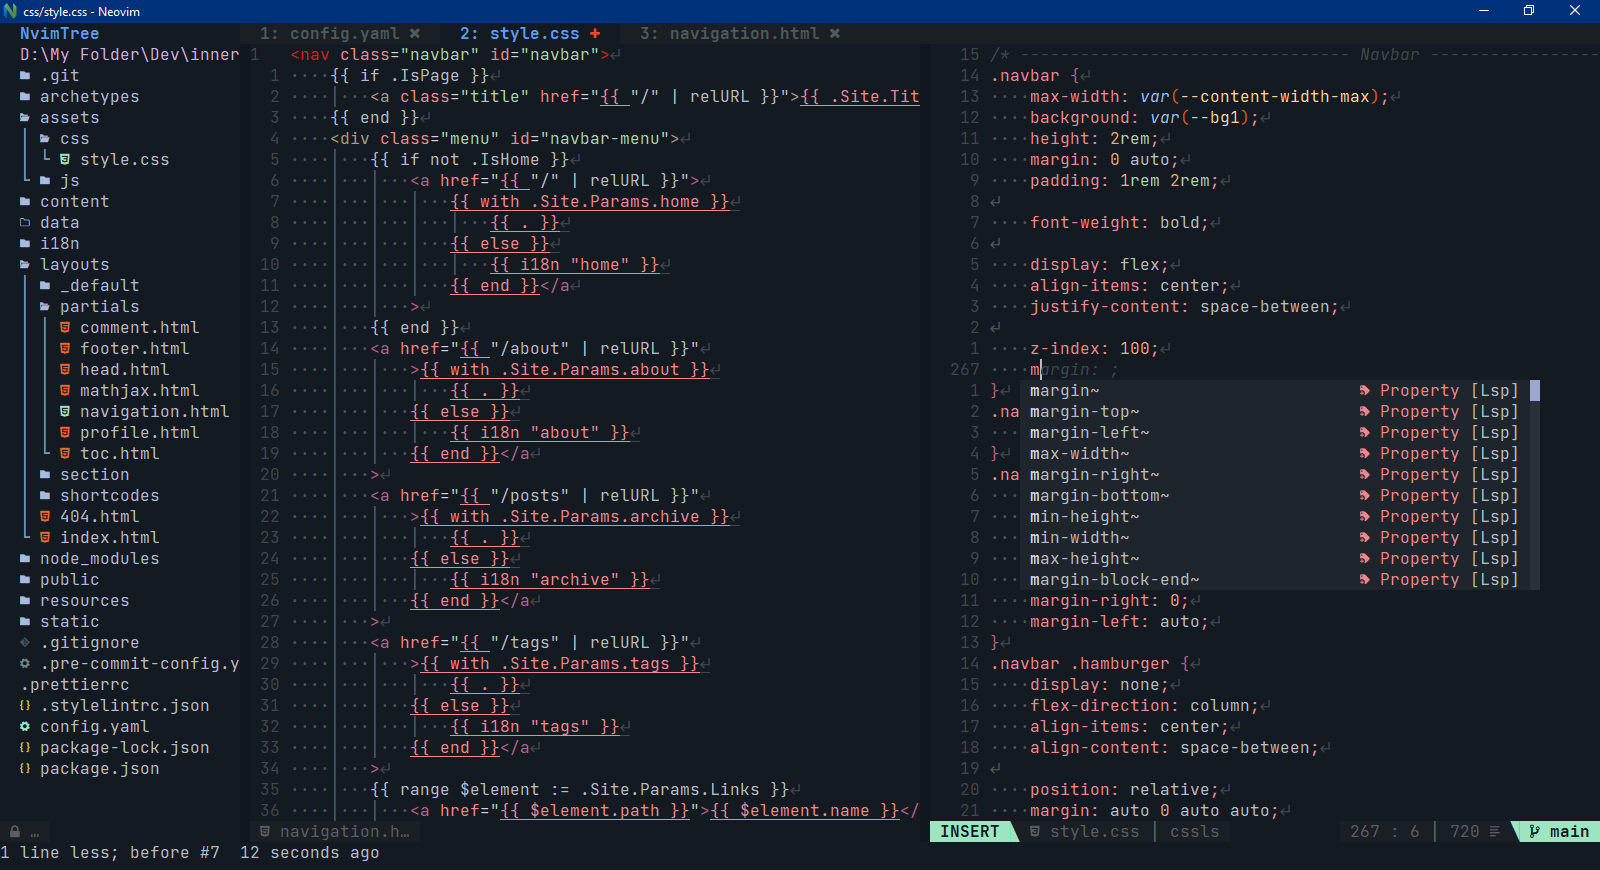 css/style.css - Neovim
NvimTree
D:\My Folder\Dev\inner
.git
archetypes
assets
css
style.css
js
content
data
i18n
layouts
_default
partials
comment.html
footer.html
head.html
mathjax.html
navigation.html
profile.html
toc.html
section
shortcodes
404.html
index.html
node_modules
public
resources
static
.gitignore
.pre-commit-config.y
.prettierrc
{} .stylelintrc.json
config.yaml
{} package-lock.json
{} package.json
…
1: config.yaml ✖ 2: style.css + 3: navigation.html ✖
1 <nav class="navbar" id="navbar">↵
1 ····{{ if .IsPage }}↵
2 ····│···<a class="title" href="{{ "/" | relURL }}">{{ .Site.Tit
3 ····{{ end }}↵
4 ····<div class="menu" id="navbar-menu">↵
5 ····│···{{ if not .IsHome }}↵
6 ····│···│···<a href="{{ "/" | relURL }}">↵
7 ····│···│···│···{{ with .Site.Params.home }}↵
8 ····│···│···│···│···{{ . }}↵
9 ····│···│···│···{{ else }}↵
10 ····│···│···│···│···{{ i18n "home" }}↵
11 ····│···│···│···{{ end }}</a↵
12 ····│···│···>↵
13 ····│···{{ end }}↵
14 ····│···<a href="{{ "/about" | relURL }}"↵
15 ····│···│···>{{ with .Site.Params.about }}↵
16 ····│···│···│···{{ . }}↵
17 ····│···│···{{ else }}↵
18 ····│···│···│···{{ i18n "about" }}↵
19 ····│···│···{{ end }}</a↵
20 ····│···>↵
21 ····│···<a href="{{ "/posts" | relURL }}"↵
22 ····│···│···>{{ with .Site.Params.archive }}↵
23 ····│···│···│···{{ . }}↵
24 ····│···│···{{ else }}↵
25 ····│···│···│···{{ i18n "archive" }}↵
26 ····│···│···{{ end }}</a↵
27 ····│···>↵
28 ····│···<a href="{{ "/tags" | relURL }}"↵
29 ····│···│···>{{ with .Site.Params.tags }}↵
30 ····│···│···│···{{ . }}↵
31 ····│···│···{{ else }}↵
32 ····│···│···│···{{ i18n "tags" }}↵
33 ····│···│···{{ end }}</a↵
34 ····│···>↵
35 ····│···{{ range $element := .Site.Params.Links }}↵
36 ····│···│···<a href="{{ $element.path }}">{{ $element.name }}</
navigation.h…
15 /* --------------------------------- Navbar ------------------
14 .navbar {↵
13 ····max-width: var(--content-width-max);↵
12 ····background: var(--bg1);↵
11 ····height: 2rem;↵
10 ····margin: 0 auto;↵
9 ····padding: 1rem 2rem;↵
8 ↵
7 ····font-weight: bold;↵
6 ↵
5 ····display: flex;↵
4 ····align-items: center;↵
3 ····justify-content: space-between;↵
2 ↵
1 ····z-index: 100;↵
267 ····margin: ;
1 }↵ margin~ Property [Lsp]
2 .na margin-top~ Property [Lsp]
3 ···· margin-left~ Property [Lsp]
4 }↵ max-width~ Property [Lsp]
5 .na margin-right~ Property [Lsp]
6 ···· margin-bottom~ Property [Lsp]
7 ···· min-height~ Property [Lsp]
8 ···· min-width~ Property [Lsp]
9 ···· max-height~ Property [Lsp]
10 ···· margin-block-end~ Property [Lsp]
11 ····margin-right: 0;↵
12 ····margin-left: auto;↵
13 }↵
14 .navbar .hamburger {↵
15 ····display: none;↵
16 ····flex-direction: column;↵
17 ····align-items: center;↵
18 ····align-content: space-between;↵
19 ↵
20 ····position: relative;↵
21 ····margin: auto 0 auto auto;↵
INSERT style.css │ cssls 267 : 6 │ 720 main
1 line less; before #7 12 seconds ago